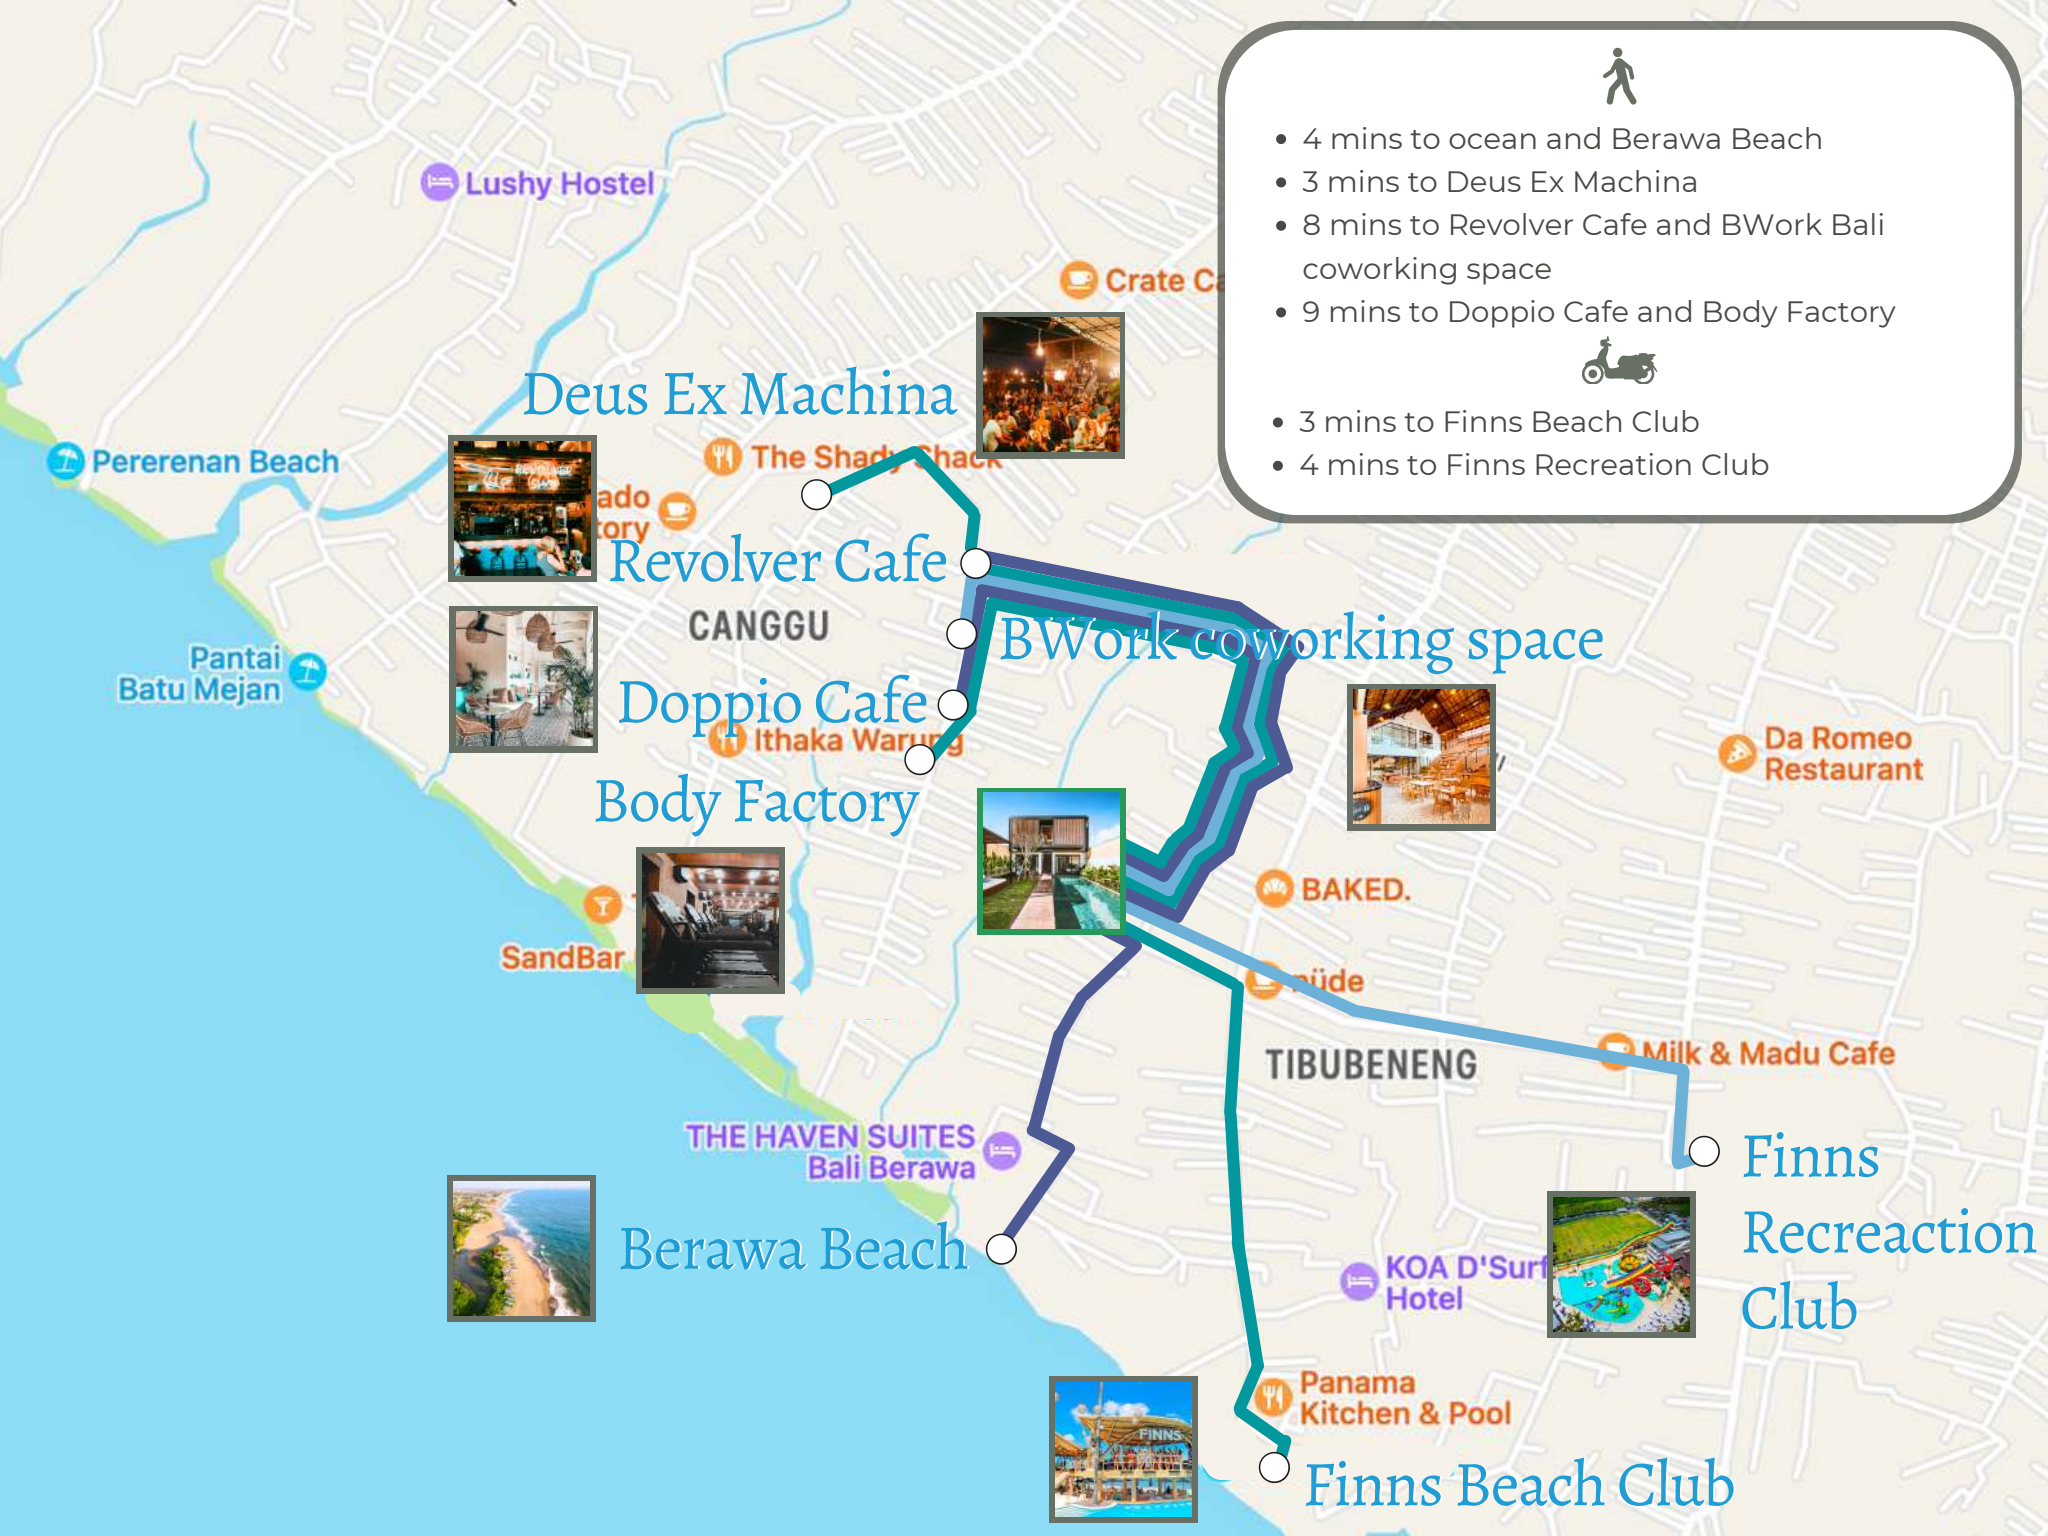 4 mins to ocean and Berawa Beach
3 mins to Deus Ex Machina
8 mins to Revolver Cafe and BWork Bali
coworking space
9 mins to Doppio Cafe and Body Factory
3 mins to Finns Beach Club
4 mins to Finns Recreation Club
Lushy Hostel
Crate Ca
Deus Ex Machina
The Shady Shack
Pererenan Beach
REVOLVER
ado
tory
Revolver Cafe
CANGGU
BWork coworking space
Pantai
Batu Mejan
Doppio Cafe
Ithaka Warung
Da Romeo
Restaurant
Body Factory
BAKED.
SandBar
nüde
TIBUBENENG
Milk & Madu Cafe
THE HAVEN SUITES
Bali Berawa
Finns
Recreaction
Club
Berawa Beach
KOA D'Surf
Hotel
Panama
Kitchen & Pool
FINNS
Finns Beach Club